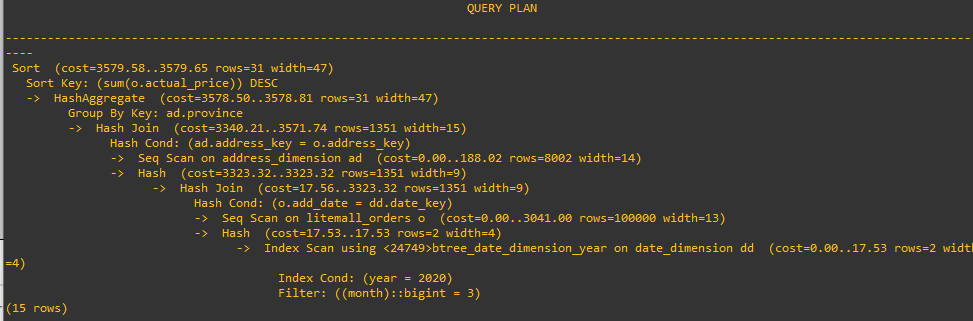 QUERY PLAN
------------------------------------------------------------------------------------------------------------------------------------------
----
Sort  (cost=3579.58..3579.65 rows=31 width=47)
Sort Key: (sum(o.actual_price)) DESC
->  HashAggregate  (cost=3578.50..3578.81 rows=31 width=47)
Group By Key: ad.province
->  Hash Join  (cost=3340.21..3571.74 rows=1351 width=15)
Hash Cond: (ad.address_key = o.address_key)
->  Seq Scan on address_dimension ad  (cost=0.00..188.02 rows=8002 width=14)
->  Hash  (cost=3323.32..3323.32 rows=1351 width=9)
->  Hash Join  (cost=17.56..3323.32 rows=1351 width=9)
Hash Cond: (o.add_date = dd.date_key)
->  Seq Scan on litemall_orders o  (cost=0.00..3041.00 rows=100000 width=13)
->  Hash  (cost=17.53..17.53 rows=2 width=4)
->  Index Scan using <24749>btree_date_dimension_year on date_dimension dd  (cost=0.00..17.53 rows=2 width
=4)
Index Cond: (year = 2020)
Filter: ((month)::bigint = 3)
(15 rows)